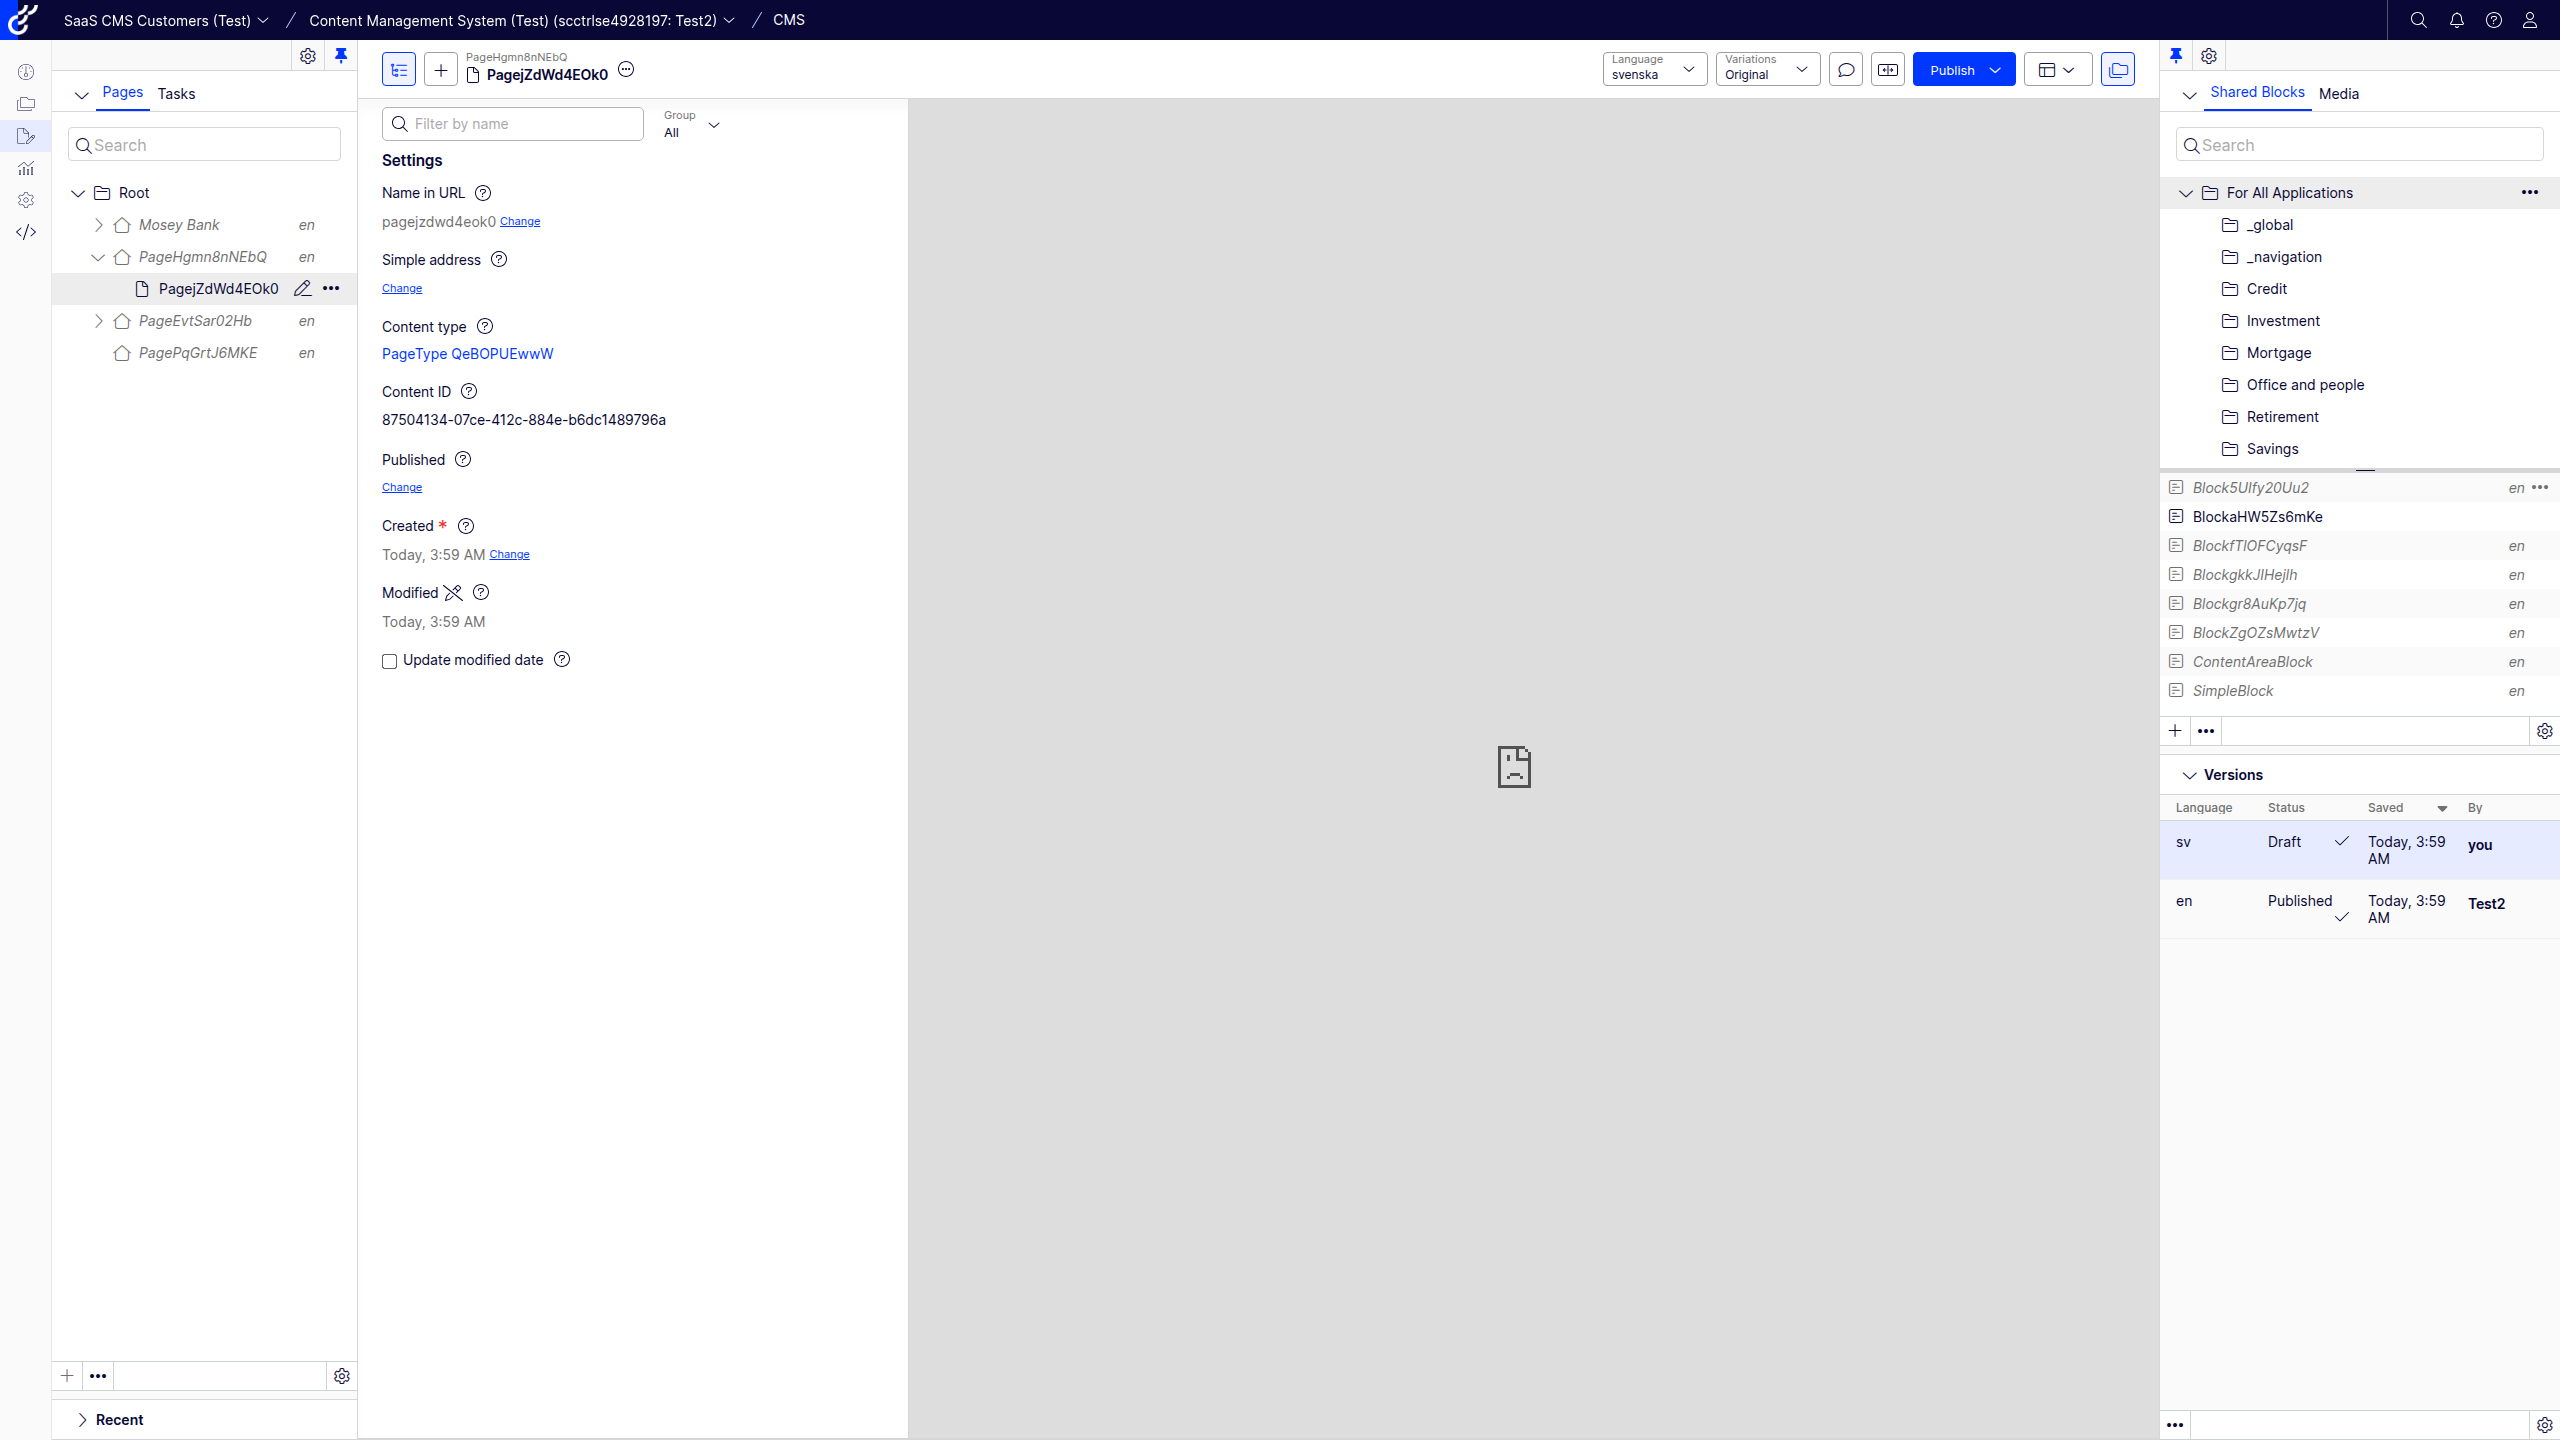 SaaS CMS Customers (Test) / Content Management System (Test) (scctrlse4928197: Test2) / CMS
Pages Tasks
Search
Root
Mosey Bank en
PageHgmn8nNEbQ en
PagejZdWd4EOk0
PageEvtSar02Hb en
PagePqGrtJ6MKE en
Recent
PageHgmn8nNEbQ
PagejZdWd4EOk0
Language
svenska
Variations
Original
Publish
Filter by name
Group
All
Settings
Name in URL
pagejzdwd4eok0 Change
Simple address
Change
Content type
PageType QeBOPUEwwW
Content ID
87504134-07ce-412c-884e-b6dc1489796a
Published
Change
Created *
Today, 3:59 AM Change
Modified
Today, 3:59 AM
Update modified date
Shared Blocks Media
Search
For All Applications
_global
_navigation
Credit
Investment
Mortgage
Office and people
Retirement
Savings
BlockaHW5Zs6mKe
Blockgr8AuKp7jq en
BlockZgOZsMwtzV en
ContentAreaBlock en
SimpleBlock en
Versions
Language Status Saved By
sv Draft Today, 3:59 AM you
en Published Today, 3:59 AM Test2